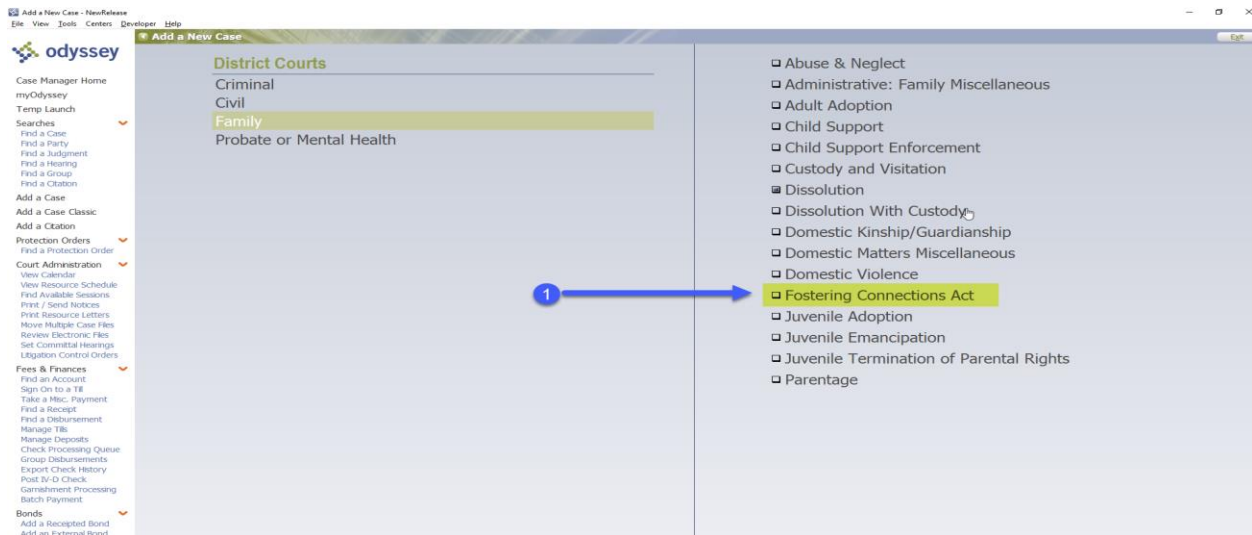 Add a New Case - NewRelease
File View Tools Centers Developer Help
odyssey
Case Manager Home
myOdyssey
Temp Launch
Searches
Find a Case
Find a Party
Find a Judgment
Find a Hearing
Find a Group
Find a Citation
Add a Case
Add a Case Classic
Add a Citation
Protection Orders
Find a Protection Order
Court Administration
View Calendar
View Resource Schedule
Find Available Sessions
Print / Send Notices
Print Resource Letters
Move Multiple Case Files
Review Electronic Files
Set Committal Hearings
Litigation Control Orders
Fees & Finances
Find an Account
Sign On to a Till
Take a Misc. Payment
Find a Receipt
Find a Disbursement
Manage Tills
Manage Deposits
Check Processing Queue
Group Disbursements
Export Check History
Post IV-D Check
Garnishment Processing
Batch Payment
Bonds
Add a Receipted Bond
Add an External Bond
Add a New Case
Exit
District Courts
Criminal
Civil
Family
Probate or Mental Health
1
Abuse & Neglect
Administrative: Family Miscellaneous
Adult Adoption
Child Support
Child Support Enforcement
Custody and Visitation
Dissolution
Dissolution With Custody
Domestic Kinship/Guardianship
Domestic Matters Miscellaneous
Domestic Violence
Fostering Connections Act
Juvenile Adoption
Juvenile Emancipation
Juvenile Termination of Parental Rights
Parentage